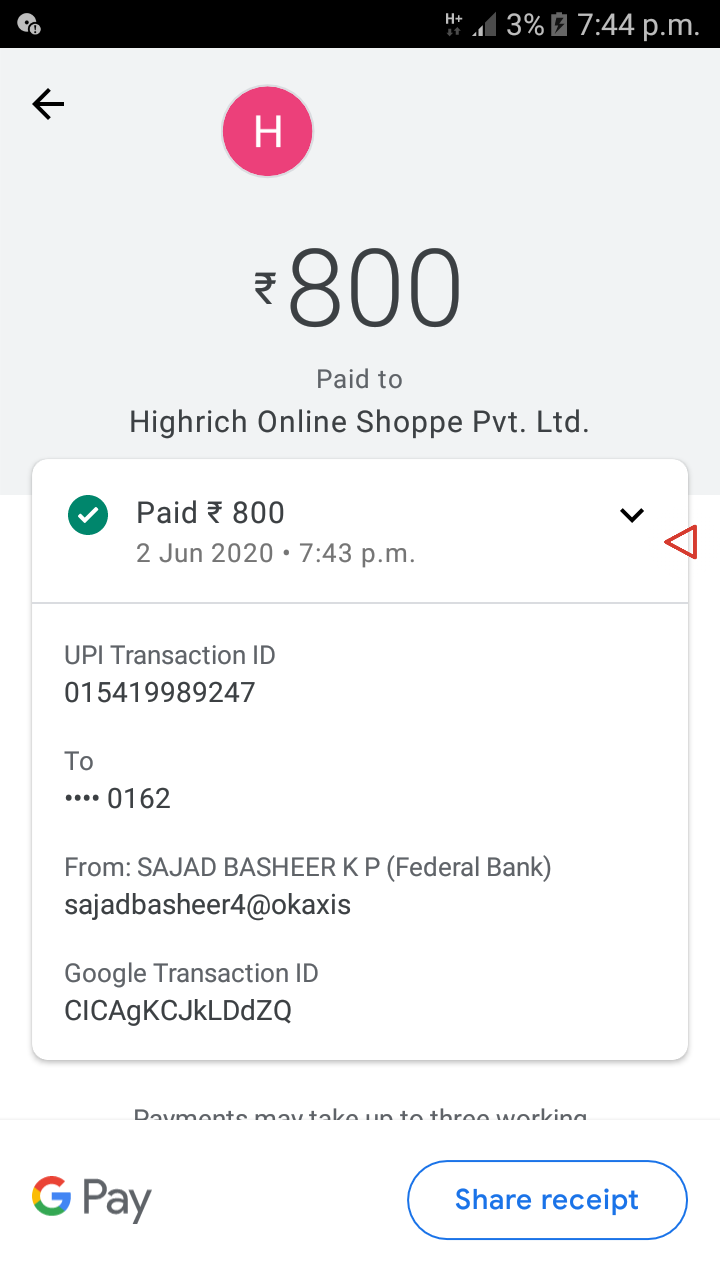 H+ 3% 7:44 p.m.
H
₹800
Paid to
Highrich Online Shoppe Pvt. Ltd.
Paid ₹ 800
2 Jun 2020 • 7:43 p.m.
UPI Transaction ID
015419989247
To
•••• 0162
From: SAJAD BASHEER K P (Federal Bank)
sajadbasheer4@okaxis
Google Transaction ID
CICAgKCJkLDdZQ
Payments may take up to three working
G Pay
Share receipt